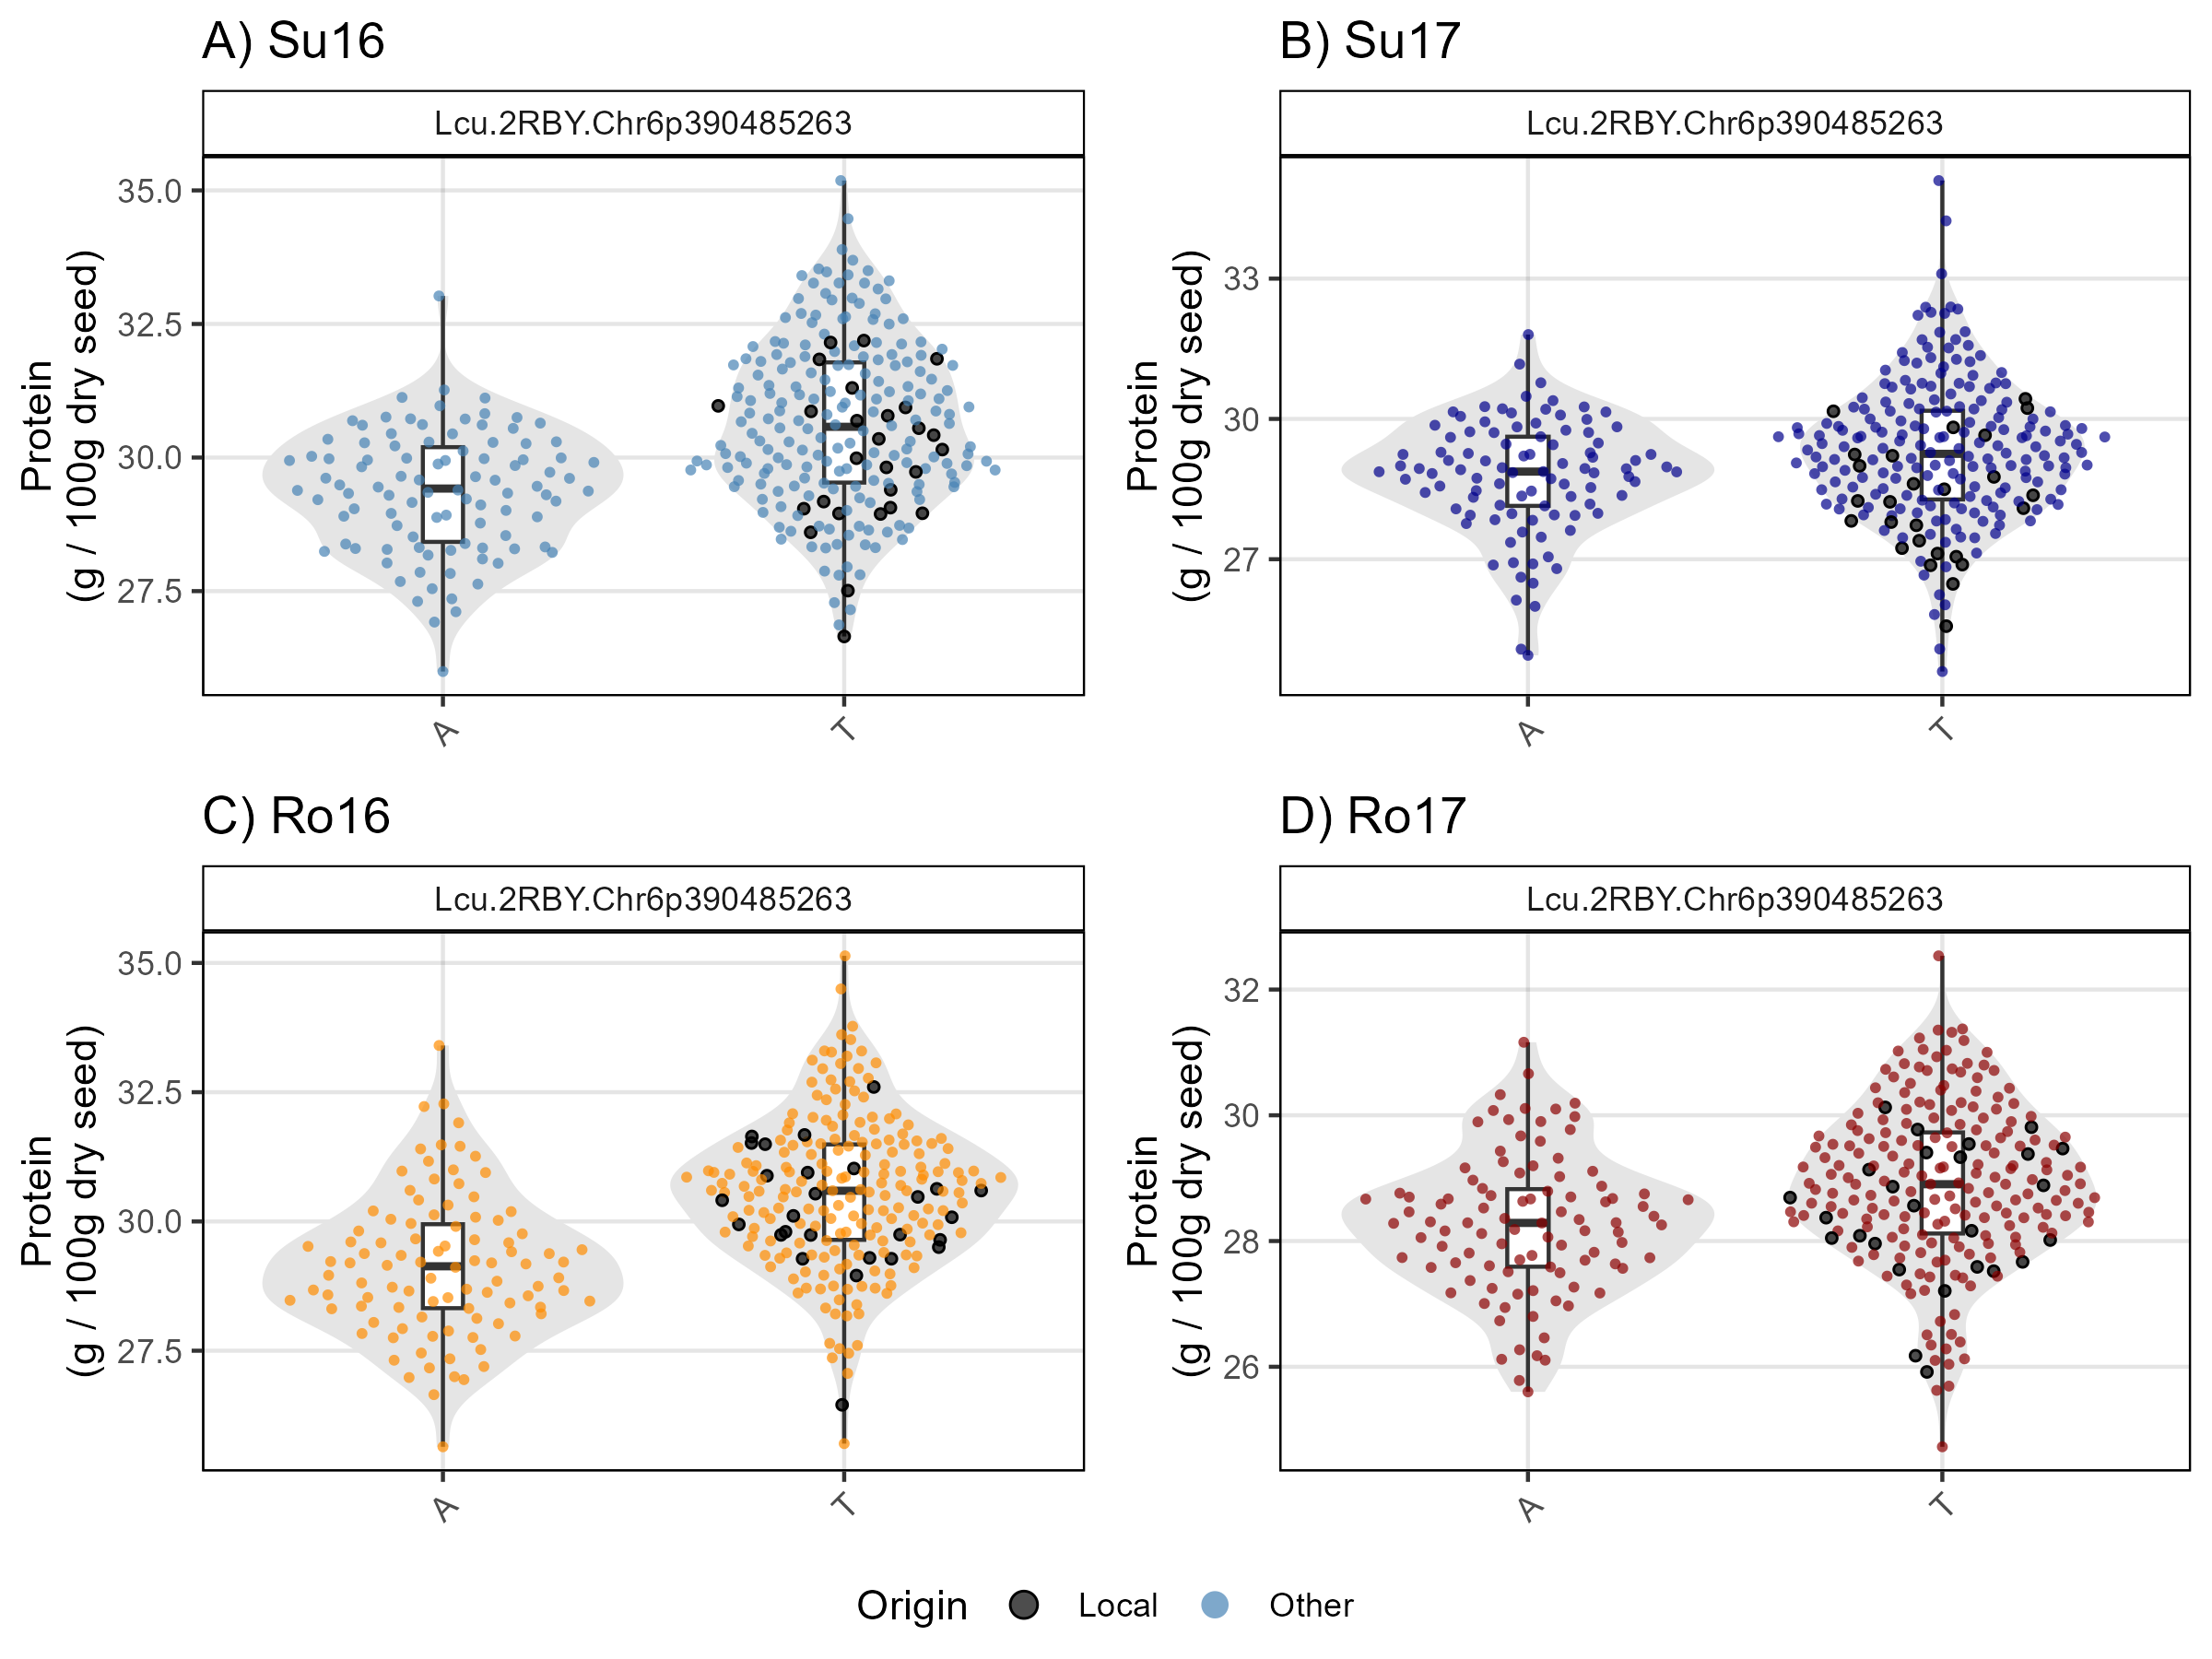 A) Su16
Lcu.2RBY.Chr6p390485263
Protein
(g / 100g dry seed)
35.0
32.5
30.0
27.5
A
T
B) Su17
Lcu.2RBY.Chr6p390485263
Protein
(g / 100g dry seed)
33
30
27
A
T
C) Ro16
Lcu.2RBY.Chr6p390485263
Protein
(g / 100g dry seed)
35.0
32.5
30.0
27.5
A
T
D) Ro17
Lcu.2RBY.Chr6p390485263
Protein
(g / 100g dry seed)
32
30
28
26
A
T
Origin Local Other